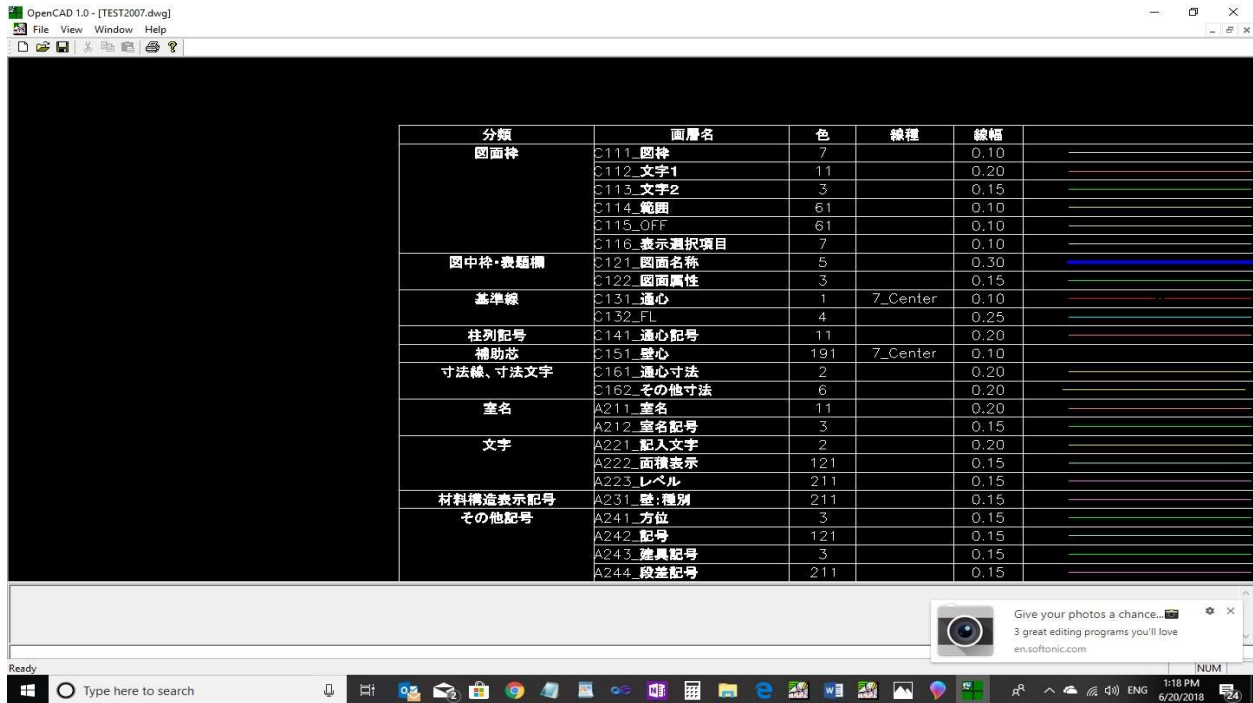 OpenCAD 1.0 - [TEST2007.dwg]
File View Window Help
分類 画層名 色 線種 線幅
図面枠 C111_図枠 7 0.10
C112_文字1 11 0.20
C113_文字2 3 0.15
C114_範囲 61 0.10
C115_OFF 61 0.10
C116_表示選択項目 7 0.10
図中枠・表題欄 C121_図面名称 5 0.30
C122_図面属性 3 0.15
基準線 C131_通心 1 7_Center 0.10
C132_FL 4 0.25
柱列記号 C141_通心記号 11 0.20
補助芯 C151_壁心 191 7_Center 0.10
寸法線、寸法文字 C161_通心寸法 2 0.20
C162_その他寸法 6 0.20
室名 A211_室名 11 0.20
A212_室名記号 3 0.15
文字 A221_記入文字 2 0.20
A222_面積表示 121 0.15
A223_レベル 211 0.15
材料構造表示記号 A231_壁:種別 211 0.15
その他記号 A241_方位 3 0.15
A242_記号 121 0.15
A243_建具記号 3 0.15
A244_段差記号 211 0.15
Give your photos a chance...
3 great editing programs you'll love
en.softonic.com
Ready NUM
Type here to search ENG 1:18 PM
6/20/2018 24